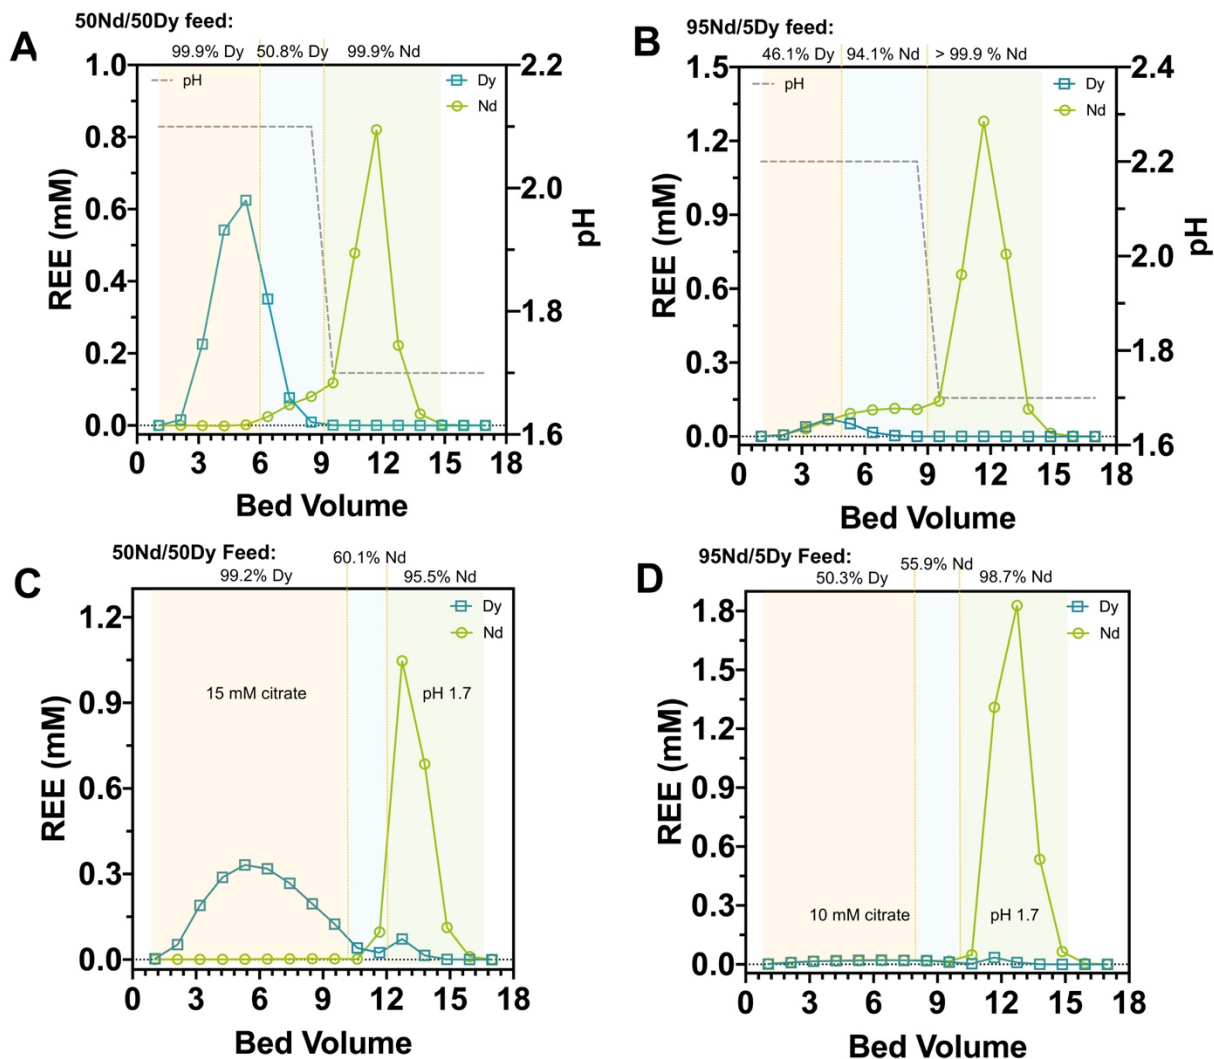 50Nd/50Dy feed:
A
99.9% Dy 50.8% Dy 99.9% Nd
1.0 2.2
pH
Dy
Nd
0.8
2.0
0.6
0.4
1.8
0.2
0.0
1.6
REE (mM)
pH
0 3 6 9 12 15 18
Bed Volume
95Nd/5Dy feed:
B
46.1% Dy 94.1% Nd > 99.9 % Nd
1.5 2.4
pH
Dy
Nd
1.2
2.2
0.9
2.0
0.6
1.8
0.3
0.0
1.6
REE (mM)
pH
0 3 6 9 12 15 18
Bed Volume
50Nd/50Dy Feed:
C
99.2% Dy
60.1% Nd
95.5% Nd
Dy
Nd
1.2
0.9
15 mM citrate
pH 1.7
0.6
0.3
0.0
REE (mM)
0 3 6 9 12 15 18
Bed Volume
95Nd/5Dy Feed:
D
50.3% Dy
55.9% Nd
98.7% Nd
Dy
Nd
1.8
1.5
1.2
0.9
0.6
0.3
0.0
10 mM citrate
pH 1.7
REE (mM)
0 3 6 9 12 15 18
Bed Volume